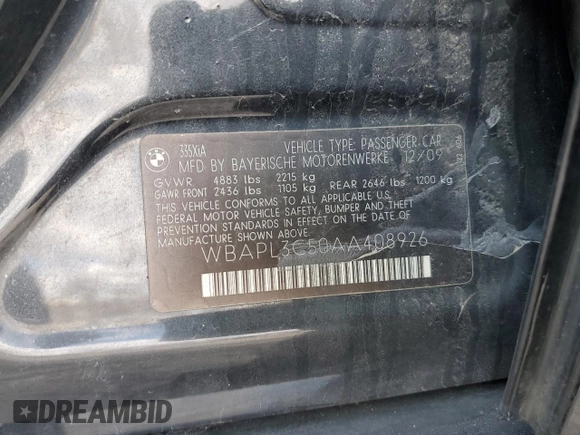 BMW
335XiA VEHICLE TYPE: PASSENGER CAR
MFD BY BAYERISCHE MOTORENWERKE 12/09
GVWR 4883 lbs 2215 kg
GAWR FRONT 2436 lbs 1105 kg REAR 2646 lbs 1200 kg
THIS VEHICLE CONFORMS TO ALL APPLICABLE U.S.
FEDERAL MOTOR VEHICLE SAFETY, BUMPER AND THEFT
PREVENTION STANDARDS IN EFFECT ON THE DATE OF
MANUFACTURE SHOWN ABOVE.
WBAPL3C50AA408926
DREAMBID